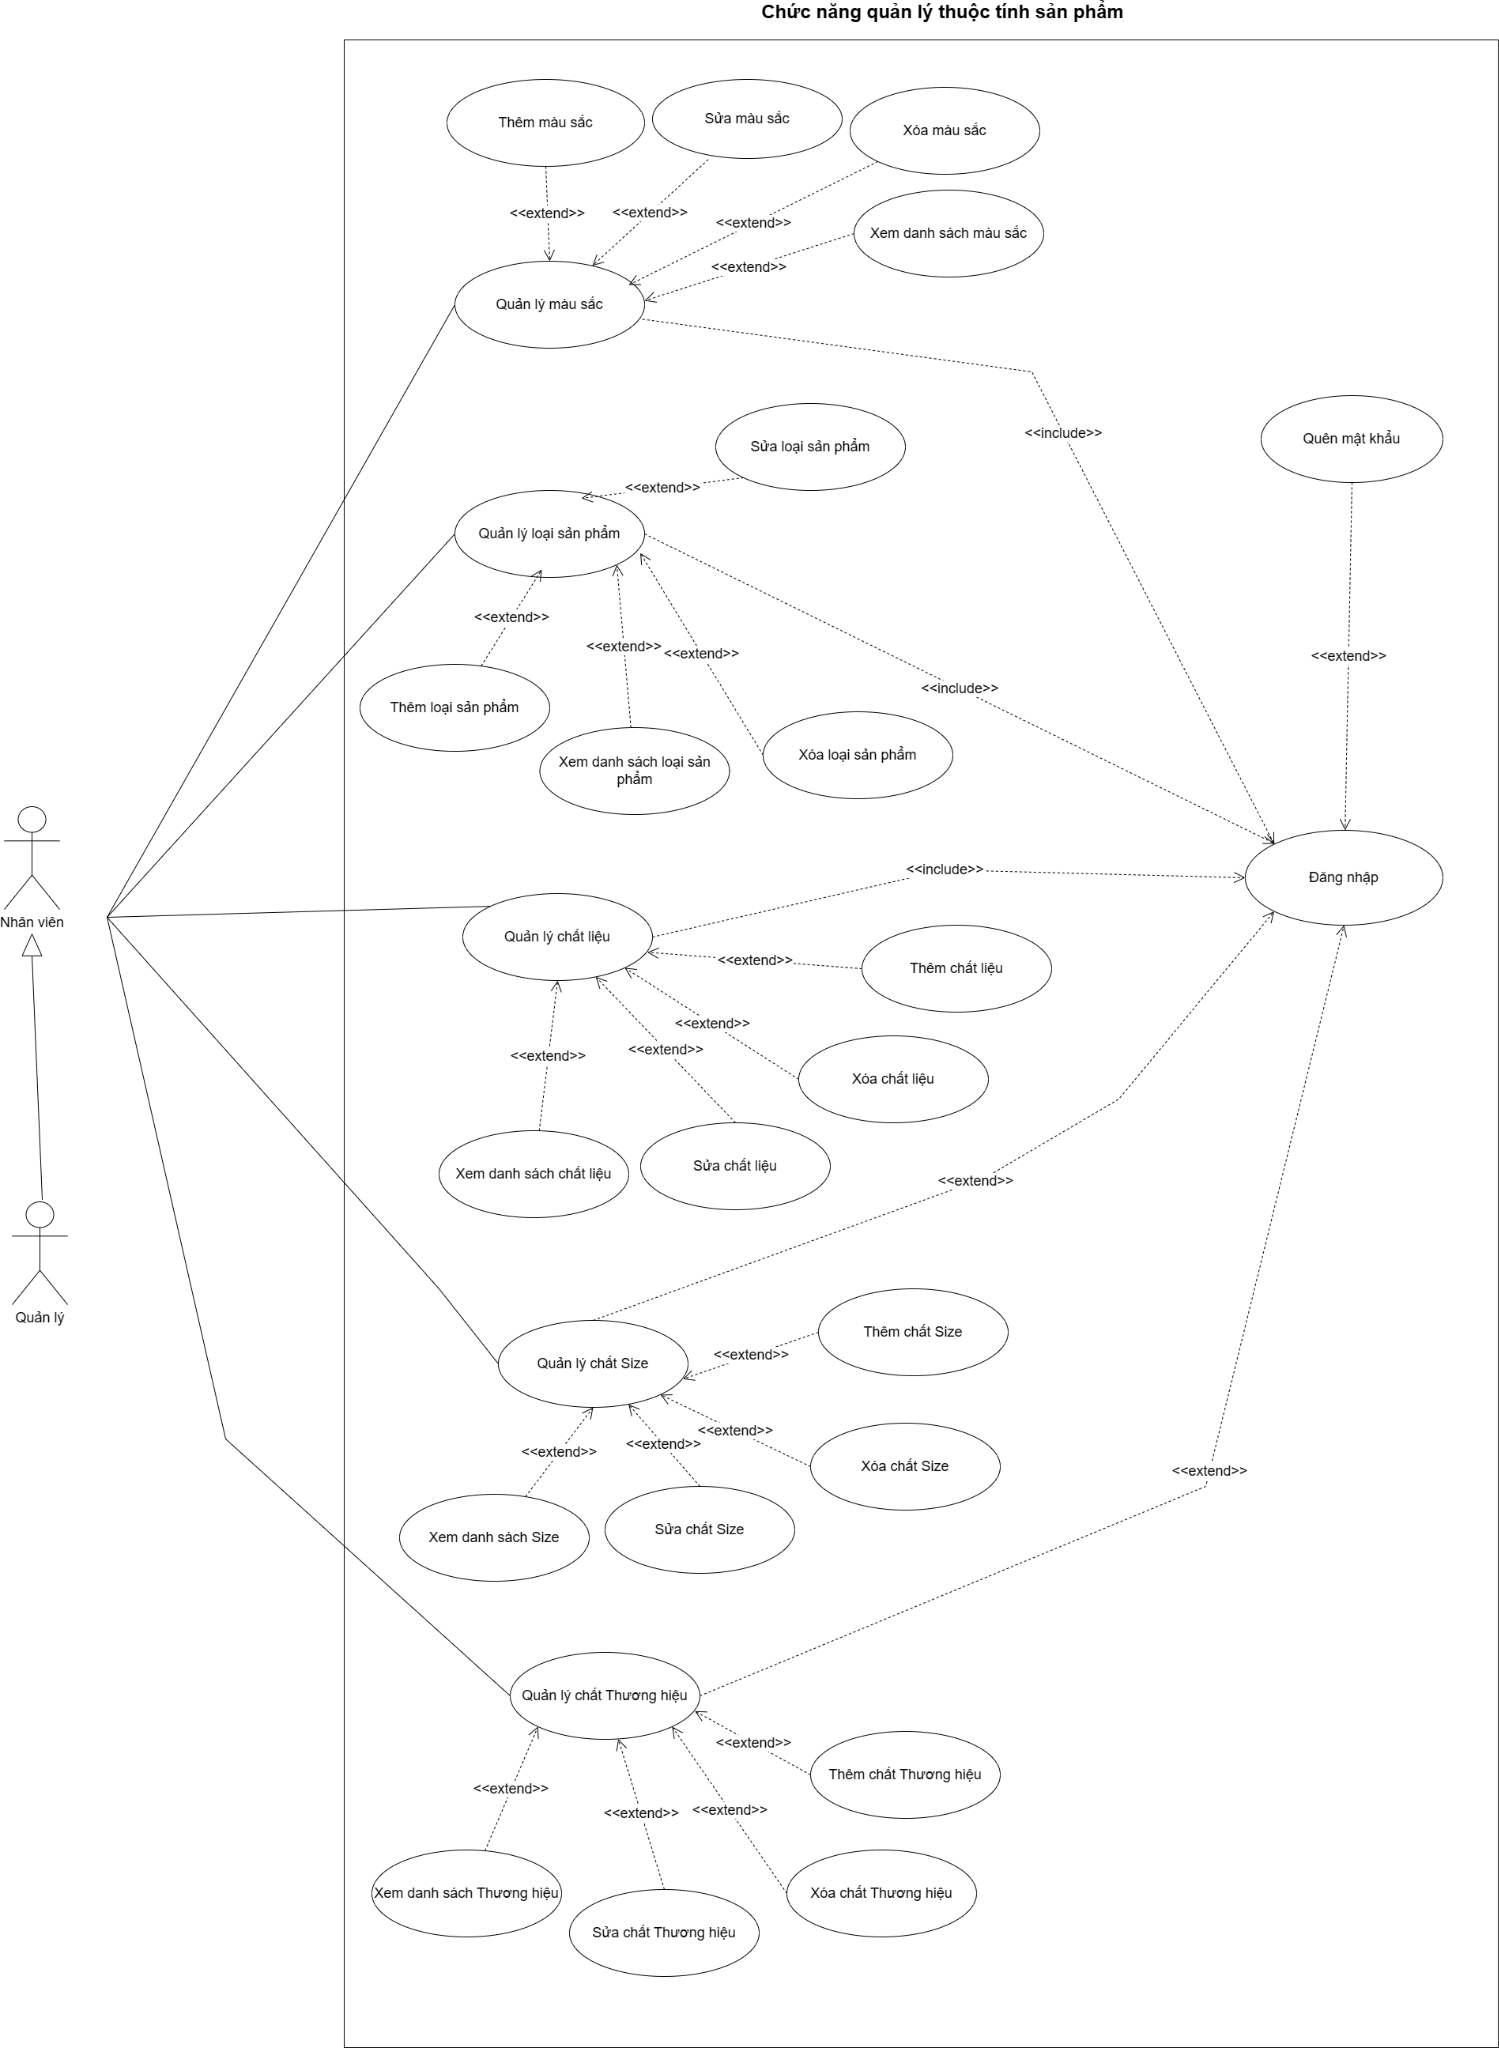 Chức năng quản lý thuộc tính sản phẩm
Thêm màu sắc
Sửa màu sắc
Xóa màu sắc
<<extend>>
<<extend>>
<<extend>>
Xem danh sách màu sắc
<<extend>>
Quản lý màu sắc
<<include>>
Quên mật khẩu
Sửa loại sản phẩm
<<extend>>
Quản lý loại sản phẩm
<<extend>>
<<extend>>
<<extend>>
<<extend>>
<<include>>
Thêm loại sản phẩm
Xem danh sách loại sản
phẩm
Xóa loại sản phẩm
<<include>>
Đăng nhập
Nhân viên
Quản lý chất liệu
<<extend>>
Thêm chất liệu
<<extend>>
<<extend>>
<<extend>>
Xóa chất liệu
Xem danh sách chất liệu
Sửa chất liệu
<<extend>>
Quản lý
Thêm chất Size
<<extend>>
Quản lý chất Size
<<extend>>
<<extend>>
<<extend>>
Xóa chất Size
<<extend>>
Xem danh sách Size
Sửa chất Size
Quản lý chất Thương hiệu
<<extend>>
Thêm chất Thương hiệu
<<extend>>
<<extend>>
<<extend>>
Xem danh sách Thương hiệu
Xóa chất Thương hiệu
Sửa chất Thương hiệu